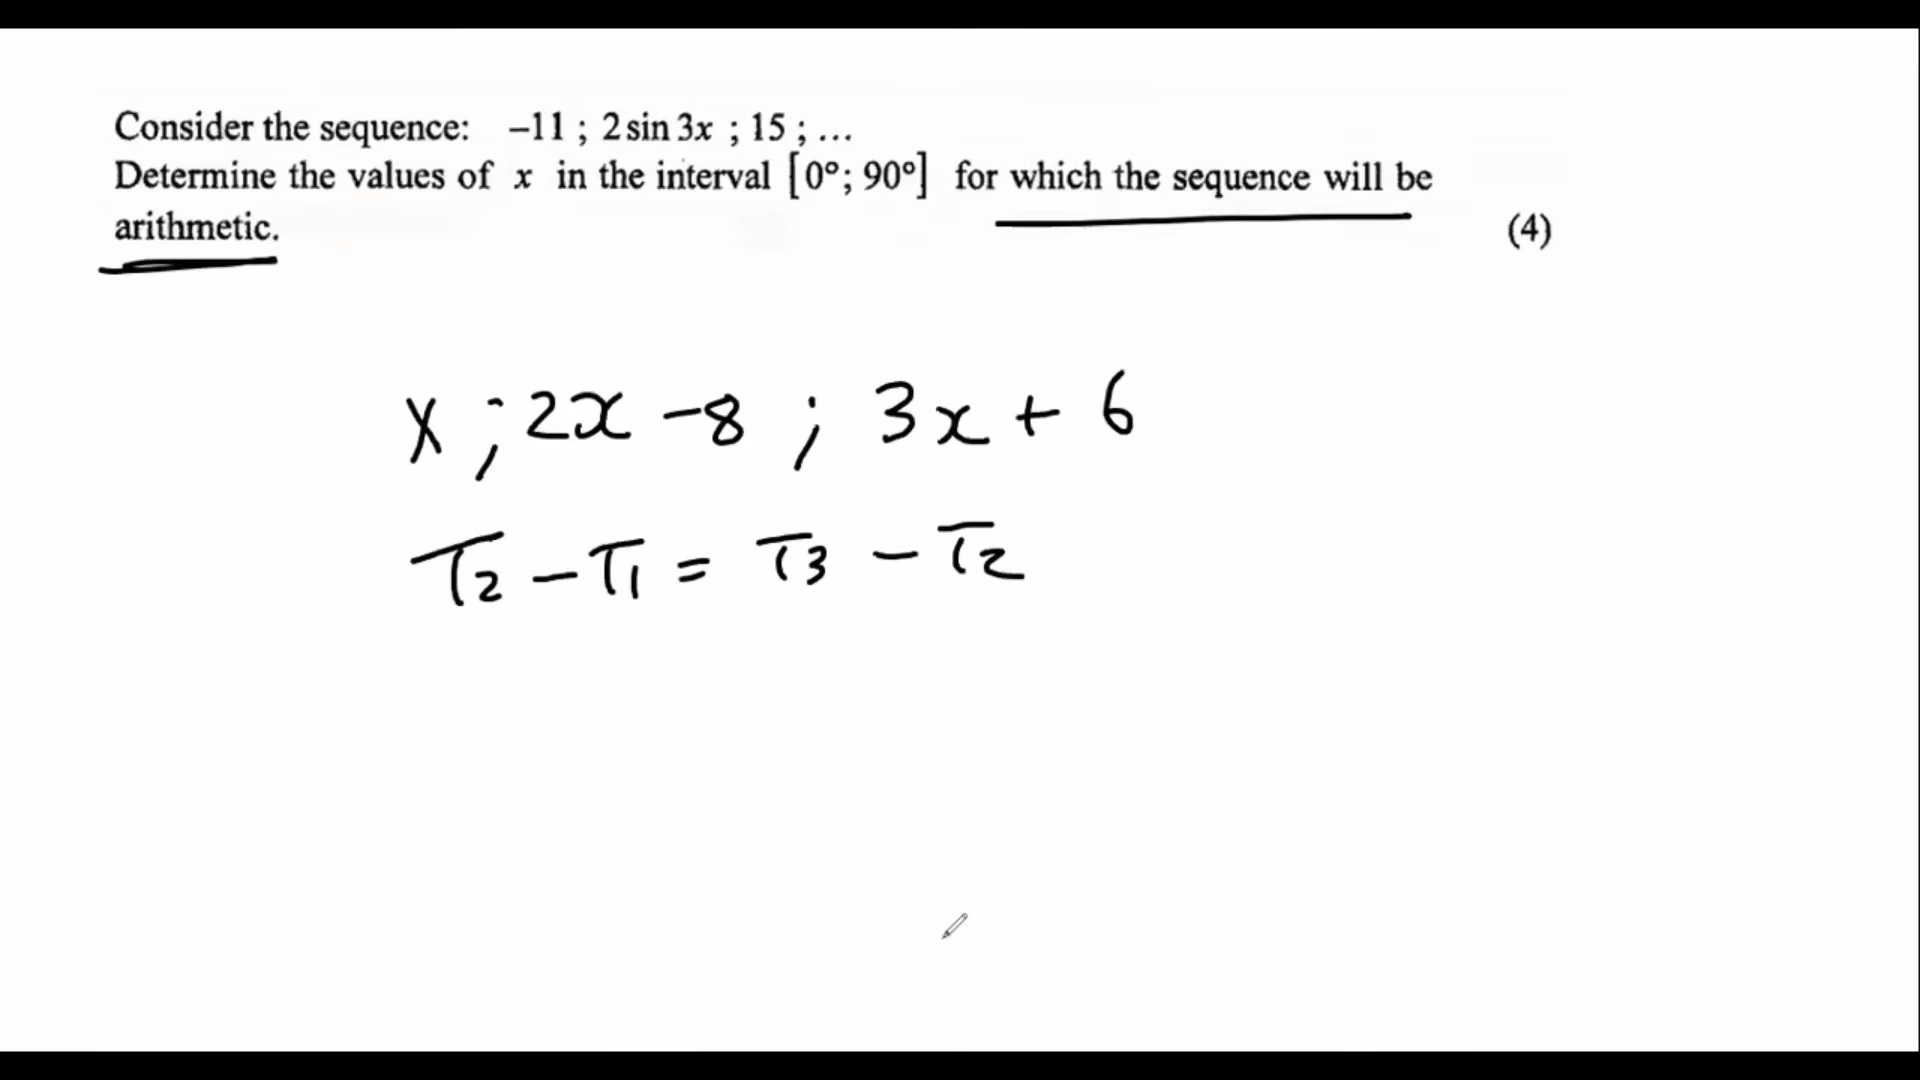 Consider the sequence: –11 ; 2 sin 3x ; 15 ; ...
Determine the values of x in the interval [0°; 90°] for which the sequence will be
arithmetic.
(4)
x ; 2x - 8 ; 3x + 6
T2 - T1 = T3 - T2